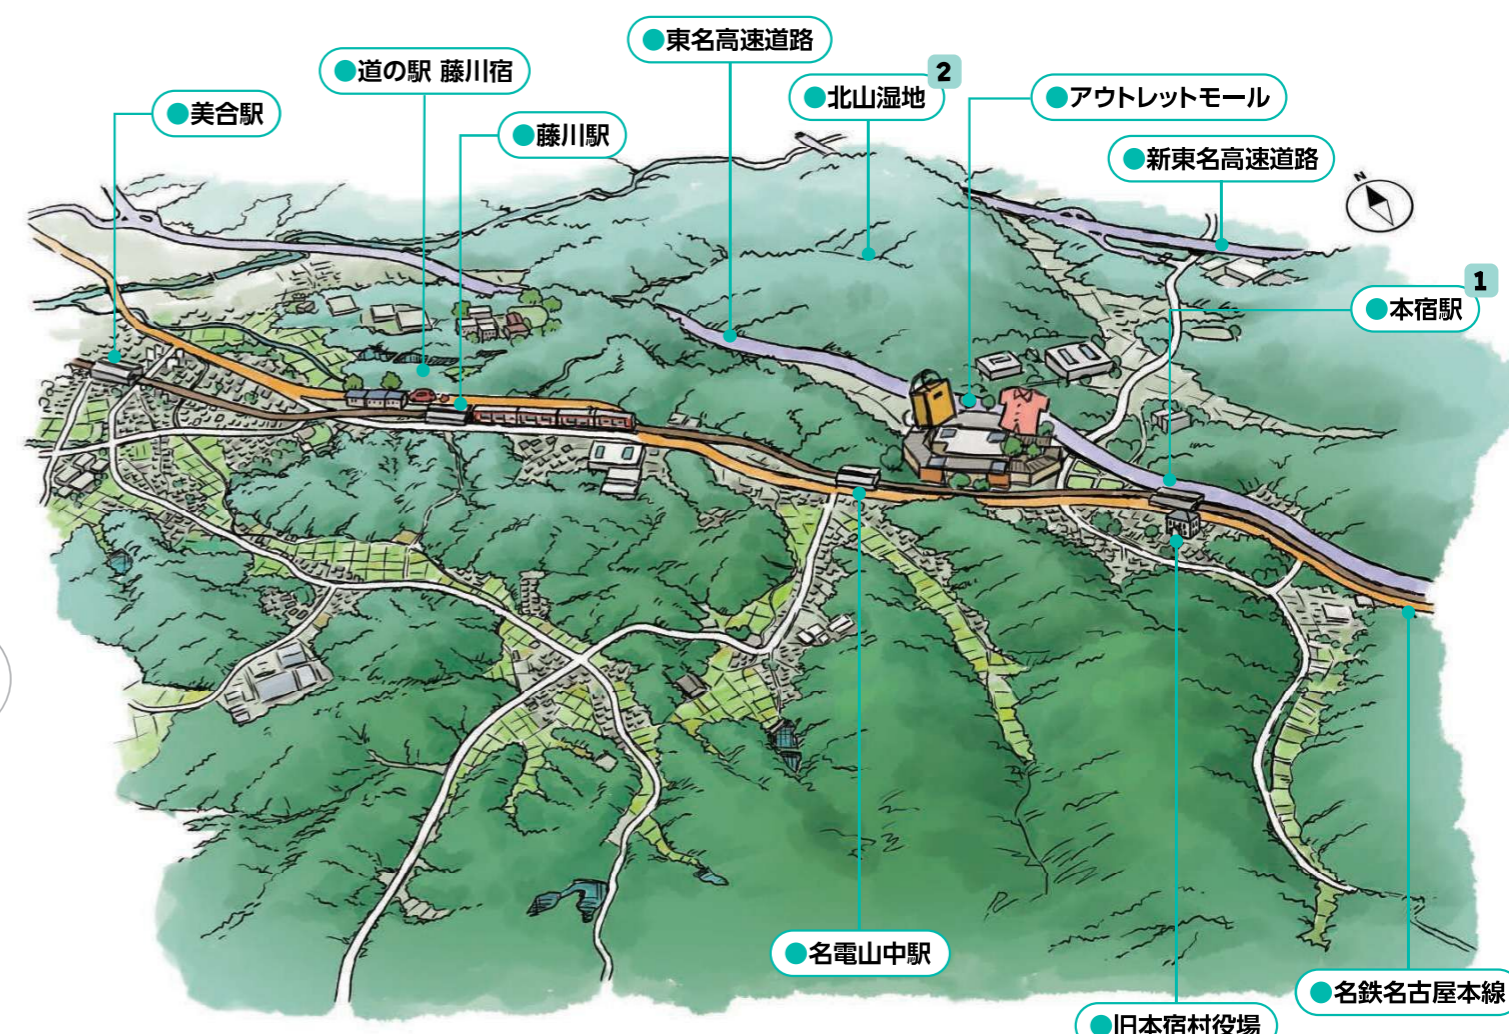 ●東名高速道路
●道の駅 藤川宿
2
●北山湿地
●アウトレットモール
●美合駅
●藤川駅
●新東名高速道路
N
1
●本宿駅
●名電山中駅
●名鉄名古屋本線
●旧本宿村役場